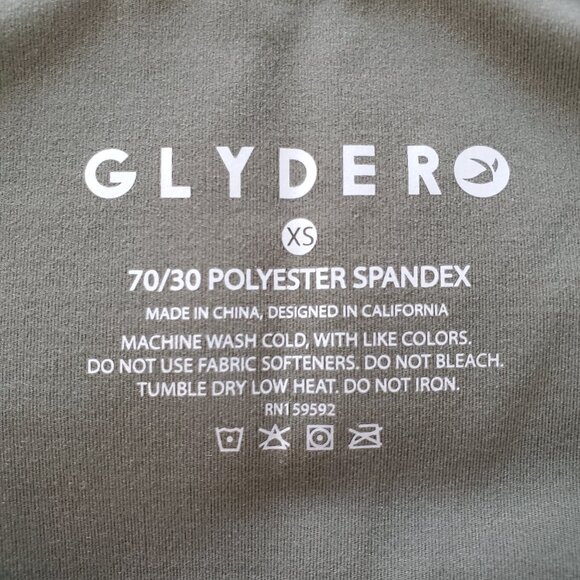 GLYDER
XS
70/30 POLYESTER SPANDEX
MADE IN CHINA, DESIGNED IN CALIFORNIA
MACHINE WASH COLD, WITH LIKE COLORS.
DO NOT USE FABRIC SOFTENERS. DO NOT BLEACH.
TUMBLE DRY LOW HEAT. DO NOT IRON.
RN159592